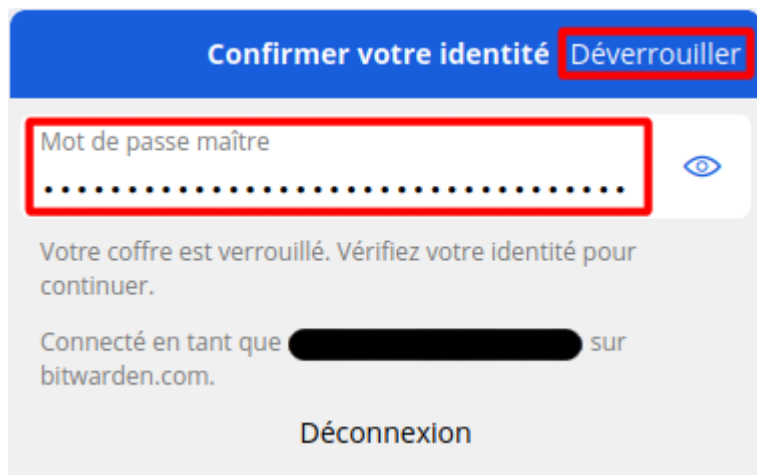 Confirmer votre identité Déverrouiller
Mot de passe maître
••••••••••••••••••••••••••••••••••••
Votre coffre est verrouillé. Vérifiez votre identité pour
continuer.
Connecté en tant que sur
bitwarden.com.
Déconnexion